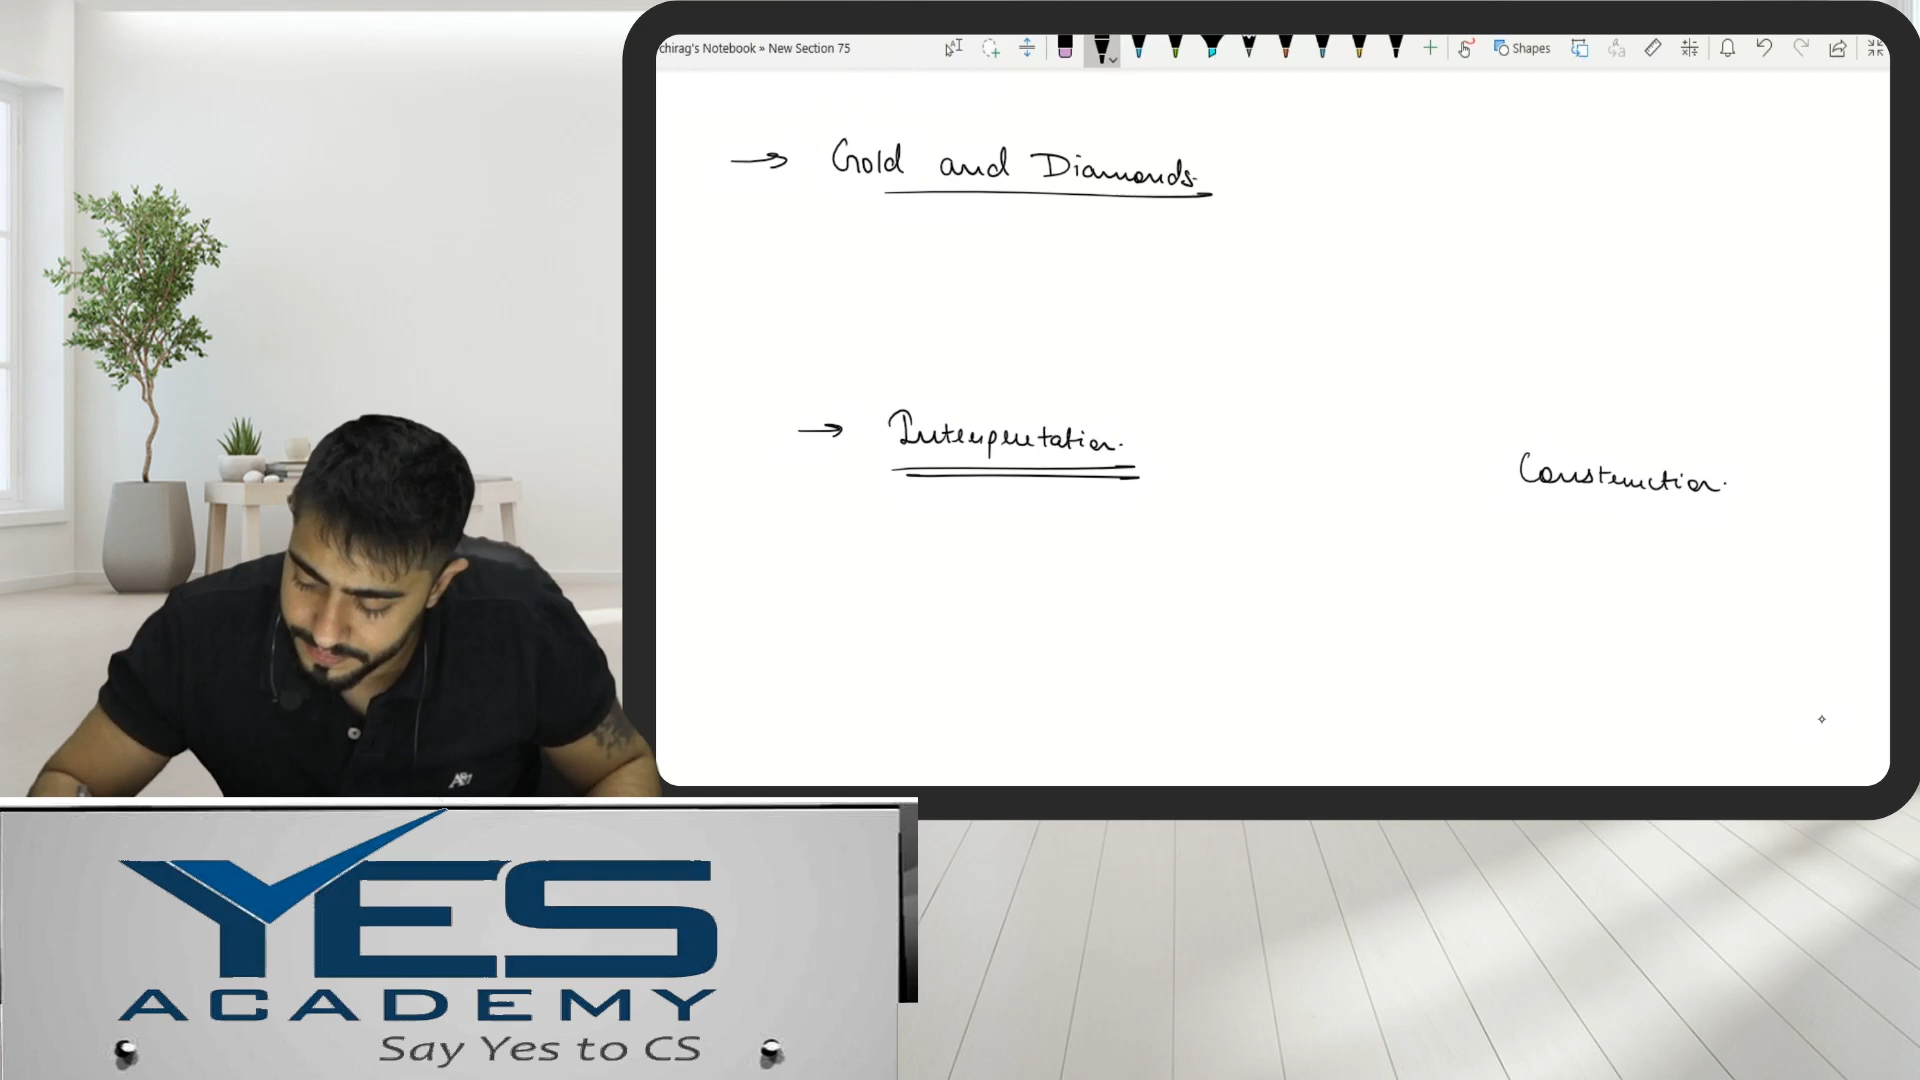 chirag's Notebook » New Section 75
Shapes
→ Gold and Diamonds.
→ Interpretation.
Construction.
YES
ACADEMY
Say Yes to CS